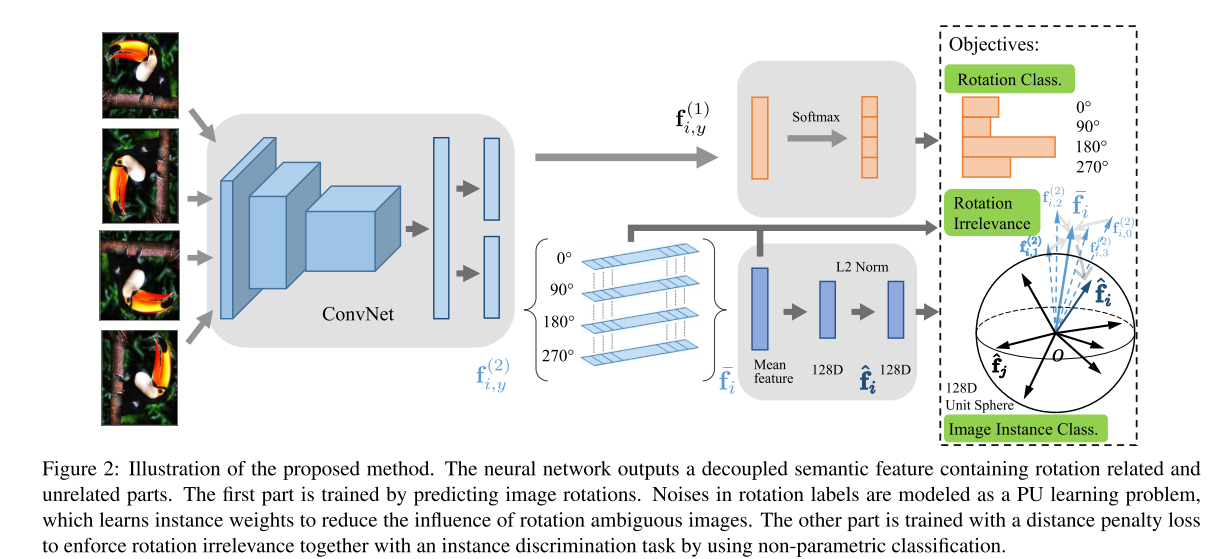 Objectives:
Rotation Class.
f_{i,y}^{(1)}
Softmax
0°
90°
180°
270°
Rotation
Irrelevance
f_{i,2}^{(2)}
f̄_i
f_{i,0}^{(2)}
f_{i,1}^{(2)}
f_{i,3}^{(2)}
ConvNet
0°
90°
180°
270°
L2 Norm
f̂_i
f_{i,y}^{(2)}
f̄_i
Mean
feature
128D
f̂_i
128D
O
f̂_j
128D
Unit Sphere
Image Instance Class.
Figure 2: Illustration of the proposed method. The neural network outputs a decoupled semantic feature containing rotation related and
unrelated parts. The first part is trained by predicting image rotations. Noises in rotation labels are modeled as a PU learning problem,
which learns instance weights to reduce the influence of rotation ambiguous images. The other part is trained with a distance penalty loss
to enforce rotation irrelevance together with an instance discrimination task by using non-parametric classification.